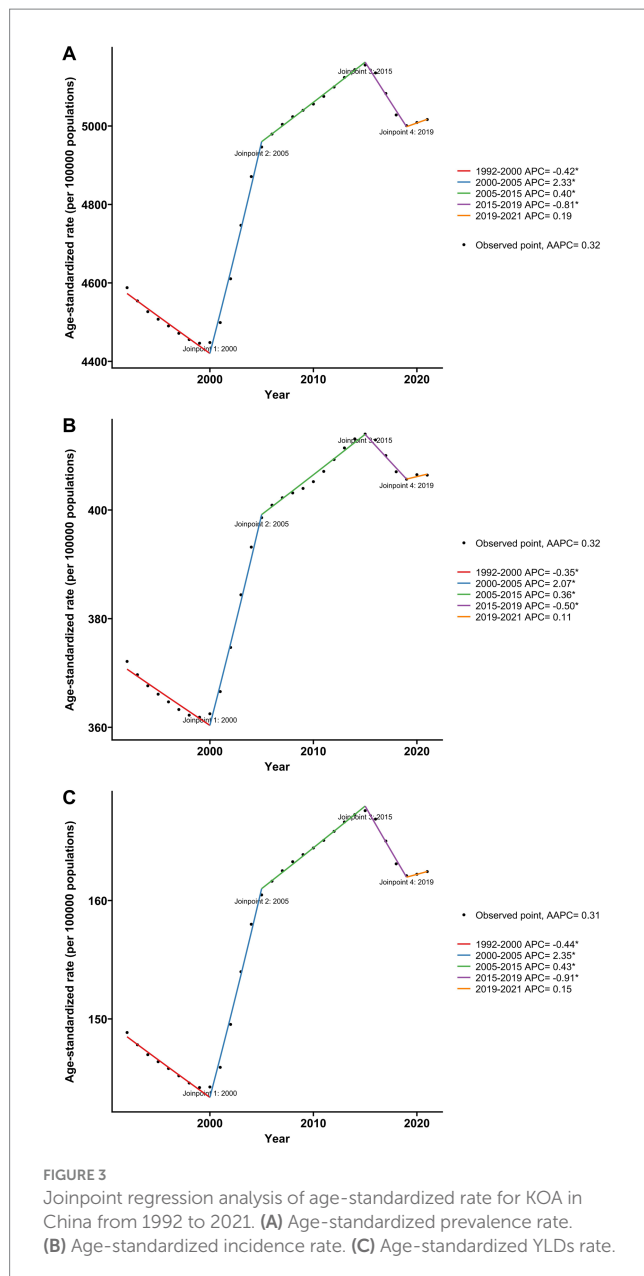 A
Age-standardized rate (per 100000 populations)
5000
4800
4600
4400
Joinpoint 3: 2015
Joinpoint 4: 2019
Joinpoint 2: 2005
Joinpoint 1: 2000
2000
2010
2020
Year
1992-2000 APC= -0.42*
2000-2005 APC= 2.33*
2005-2015 APC= 0.40*
2015-2019 APC= -0.81*
2019-2021 APC= 0.19
Observed point, AAPC= 0.32
B
Age-standardized rate (per 100000 populations)
400
380
360
Joinpoint 3: 2015
Joinpoint 4: 2019
Joinpoint 2: 2005
Joinpoint 1: 2000
2000
2010
2020
Year
Observed point, AAPC= 0.32
1992-2000 APC= -0.35*
2000-2005 APC= 2.07*
2005-2015 APC= 0.36*
2015-2019 APC= -0.50*
2019-2021 APC= 0.11
C
Age-standardized rate (per 100000 populations)
160
150
Joinpoint 3: 2015
Joinpoint 4: 2019
Joinpoint 2: 2005
Joinpoint 1: 2000
2000
2010
2020
Year
Observed point, AAPC= 0.31
1992-2000 APC= -0.44*
2000-2005 APC= 2.35*
2005-2015 APC= 0.43*
2015-2019 APC= -0.91*
2019-2021 APC= 0.15
FIGURE 3
Joinpoint regression analysis of age-standardized rate for KOA in
China from 1992 to 2021. (A) Age-standardized prevalence rate.
(B) Age-standardized incidence rate. (C) Age-standardized YLDs rate.